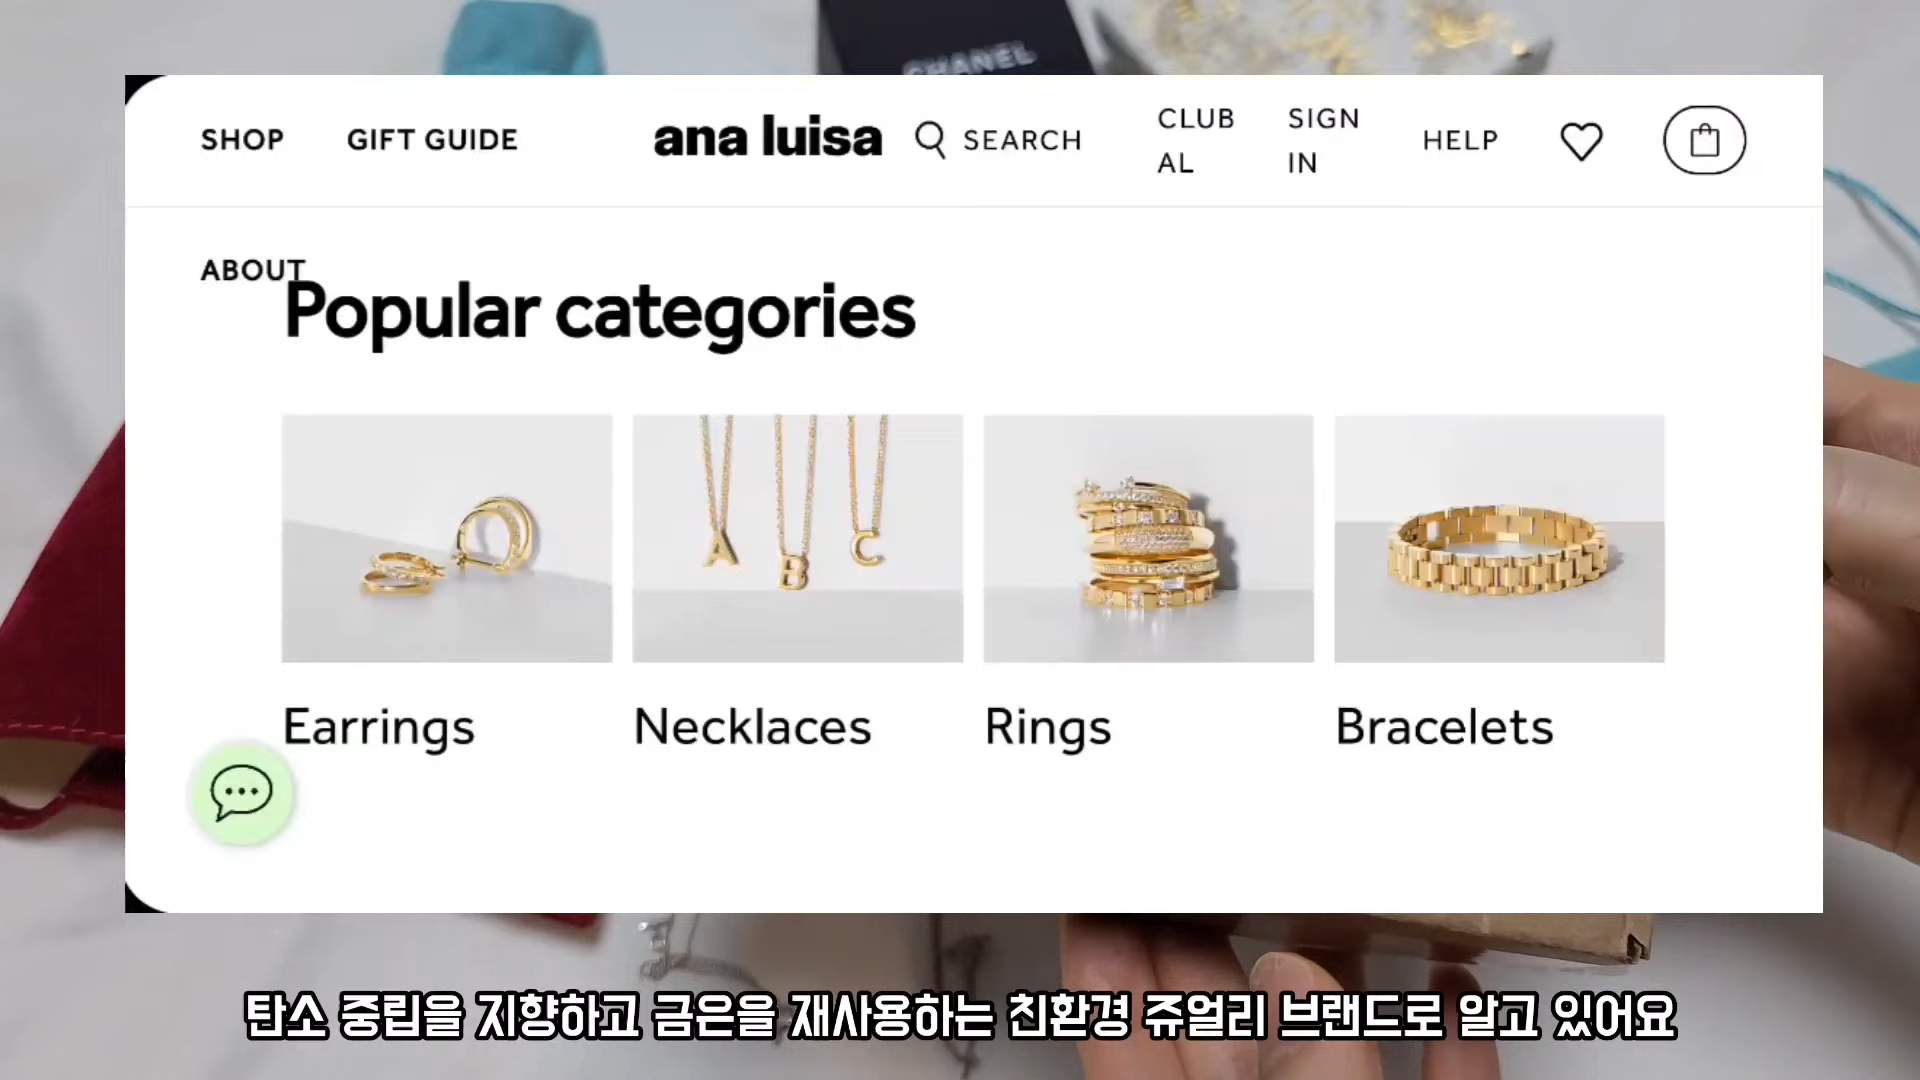 CHANEL
SHOP
GIFT GUIDE
ana luisa
SEARCH
CLUB
AL
SIGN
IN
HELP
ABOUT
Popular categories
A
B
C
Earrings
Necklaces
Rings
Bracelets
탄소 중립을 지향하고 금은을 재사용하는 친환경 쥬얼리 브랜드로 알고 있어요